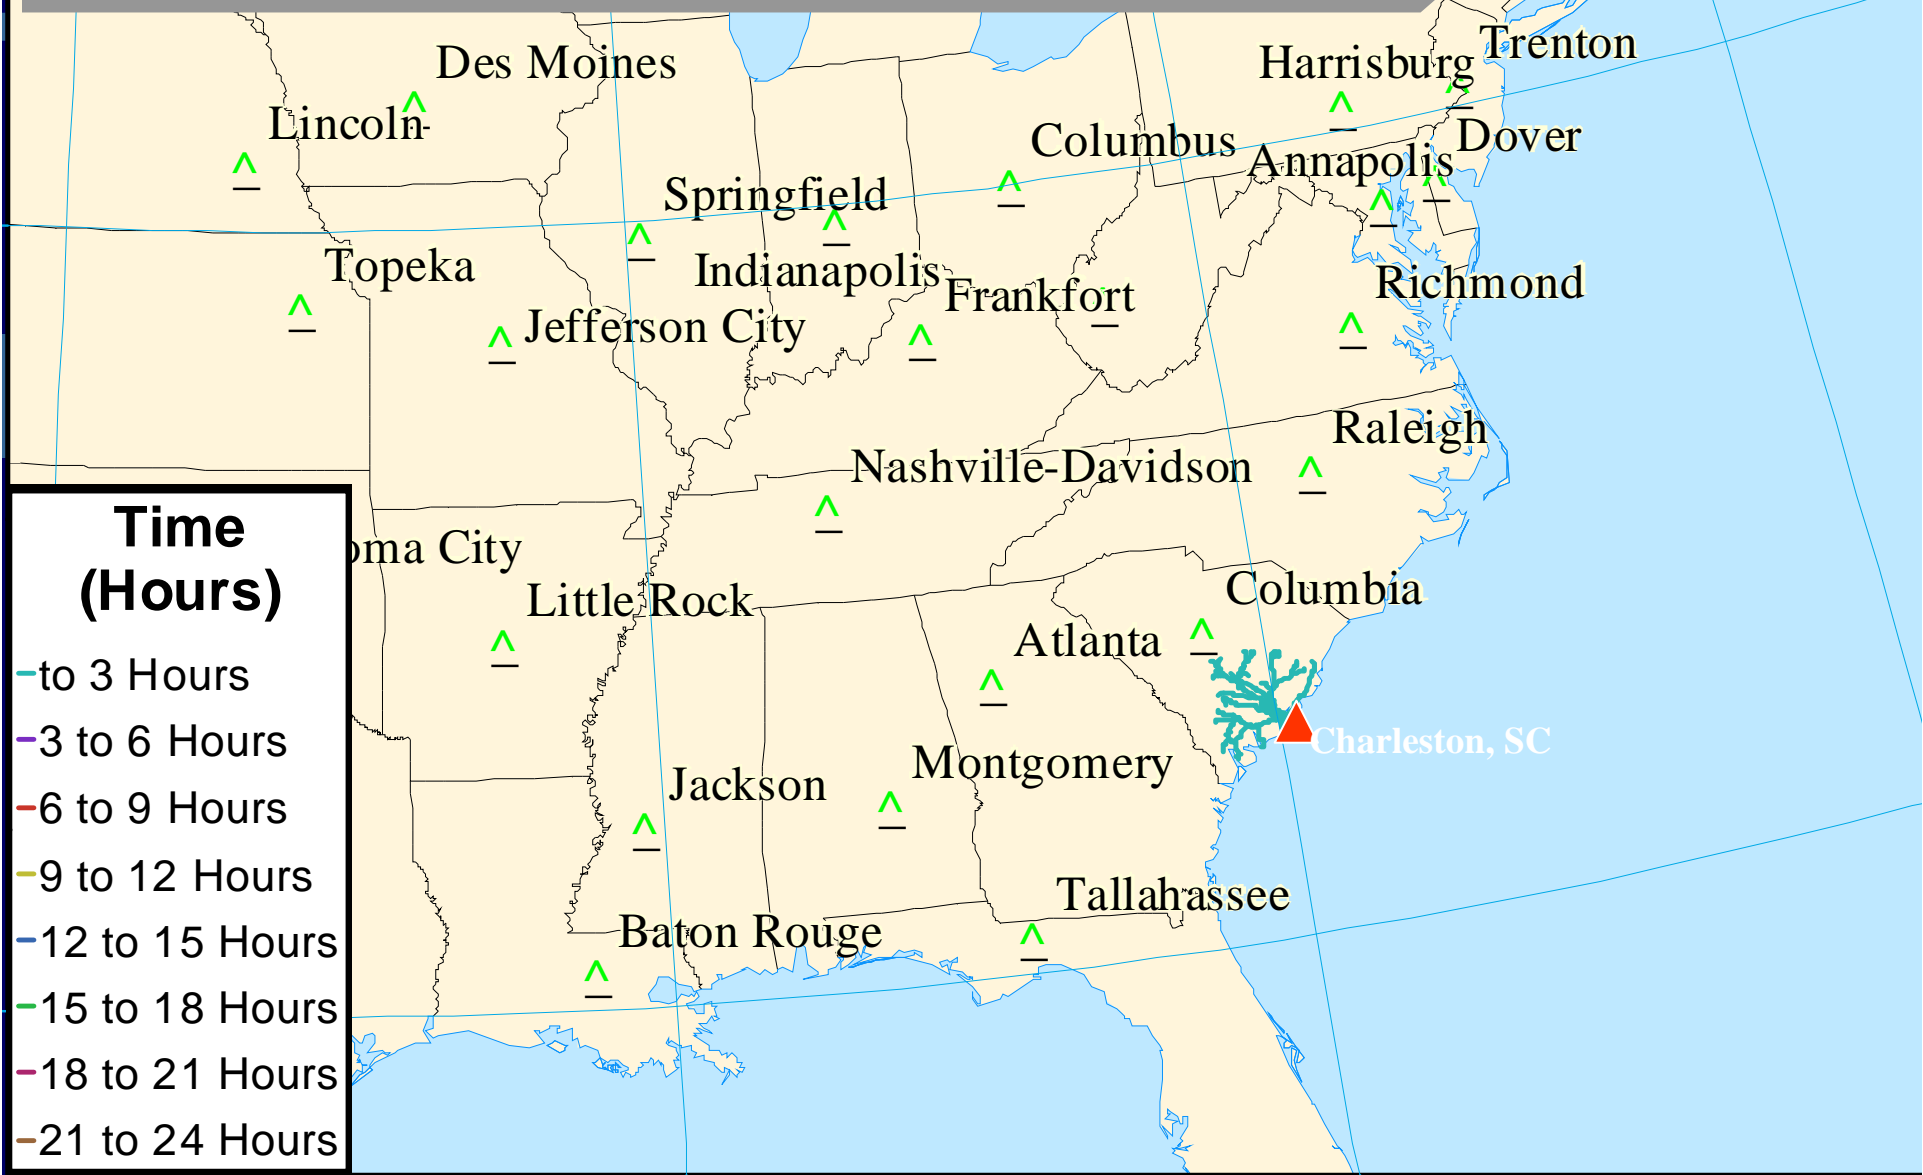 Trenton
Des Moines
Harrisburg
Lincoln
Columbus
Dover
Annapolis
Springfield
Topeka
Indianapolis
Richmond
Frankfort
Jefferson City
Raleigh
Nashville-Davidson
oma City
Little Rock
Columbia
Atlanta
Charleston, SC
Montgomery
Jackson
Tallahassee
Baton Rouge
Time
(Hours)
to 3 Hours
3 to 6 Hours
6 to 9 Hours
9 to 12 Hours
12 to 15 Hours
15 to 18 Hours
18 to 21 Hours
21 to 24 Hours